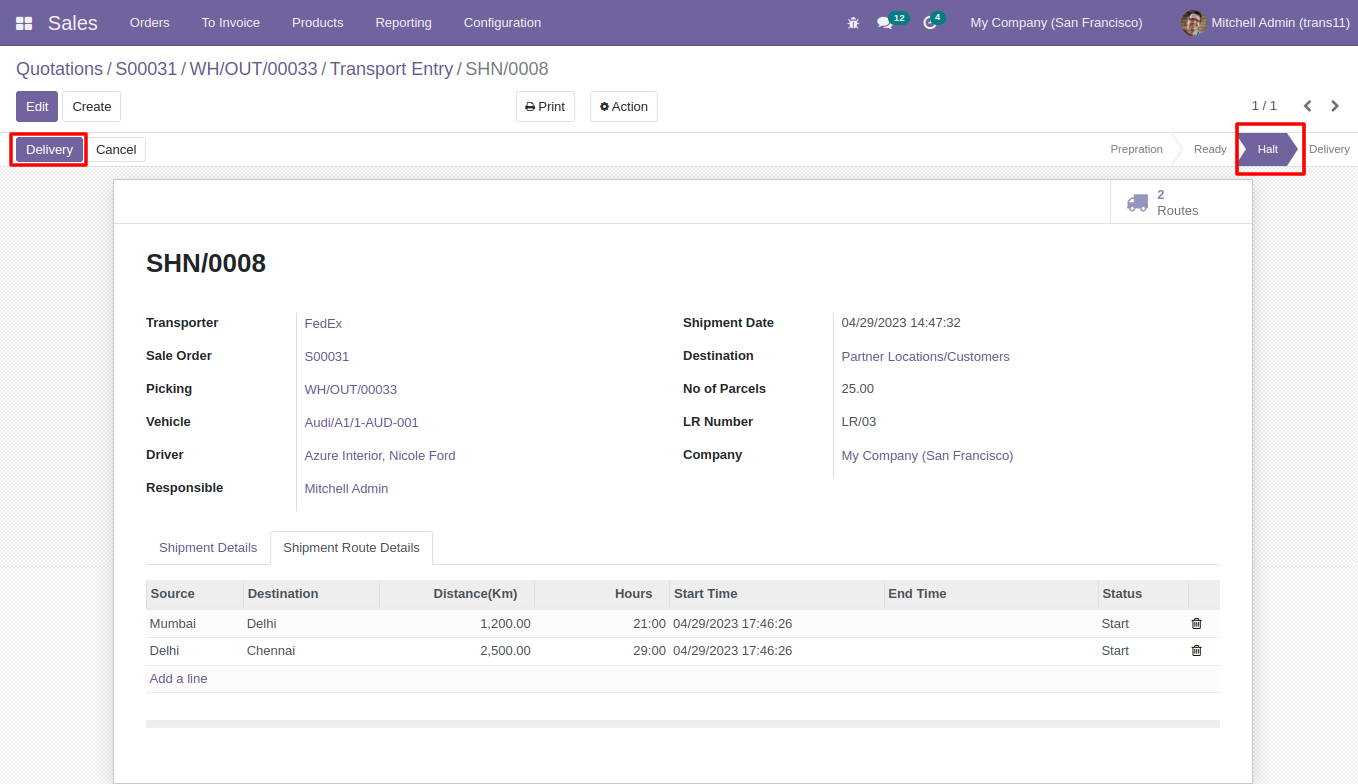 Sales Orders To Invoice Products Reporting Configuration 12 4 My Company (San Francisco) Mitchell Admin (trans11)
Quotations / S00031 / WH/OUT/00033 / Transport Entry / SHN/0008
Edit Create Print Action 1 / 1
Delivery Cancel Prepration Ready Halt Delivery
2
Routes
SHN/0008
Transporter FedEx Shipment Date 04/29/2023 14:47:32
Sale Order S00031 Destination Partner Locations/Customers
Picking WH/OUT/00033 No of Parcels 25.00
Vehicle Audi/A1/1-AUD-001 LR Number LR/03
Driver Azure Interior, Nicole Ford Company My Company (San Francisco)
Responsible Mitchell Admin
Shipment Details Shipment Route Details
Source Destination Distance(Km) Hours Start Time End Time Status
Mumbai Delhi 1,200.00 21:00 04/29/2023 17:46:26 Start
Delhi Chennai 2,500.00 29:00 04/29/2023 17:46:26 Start
Add a line